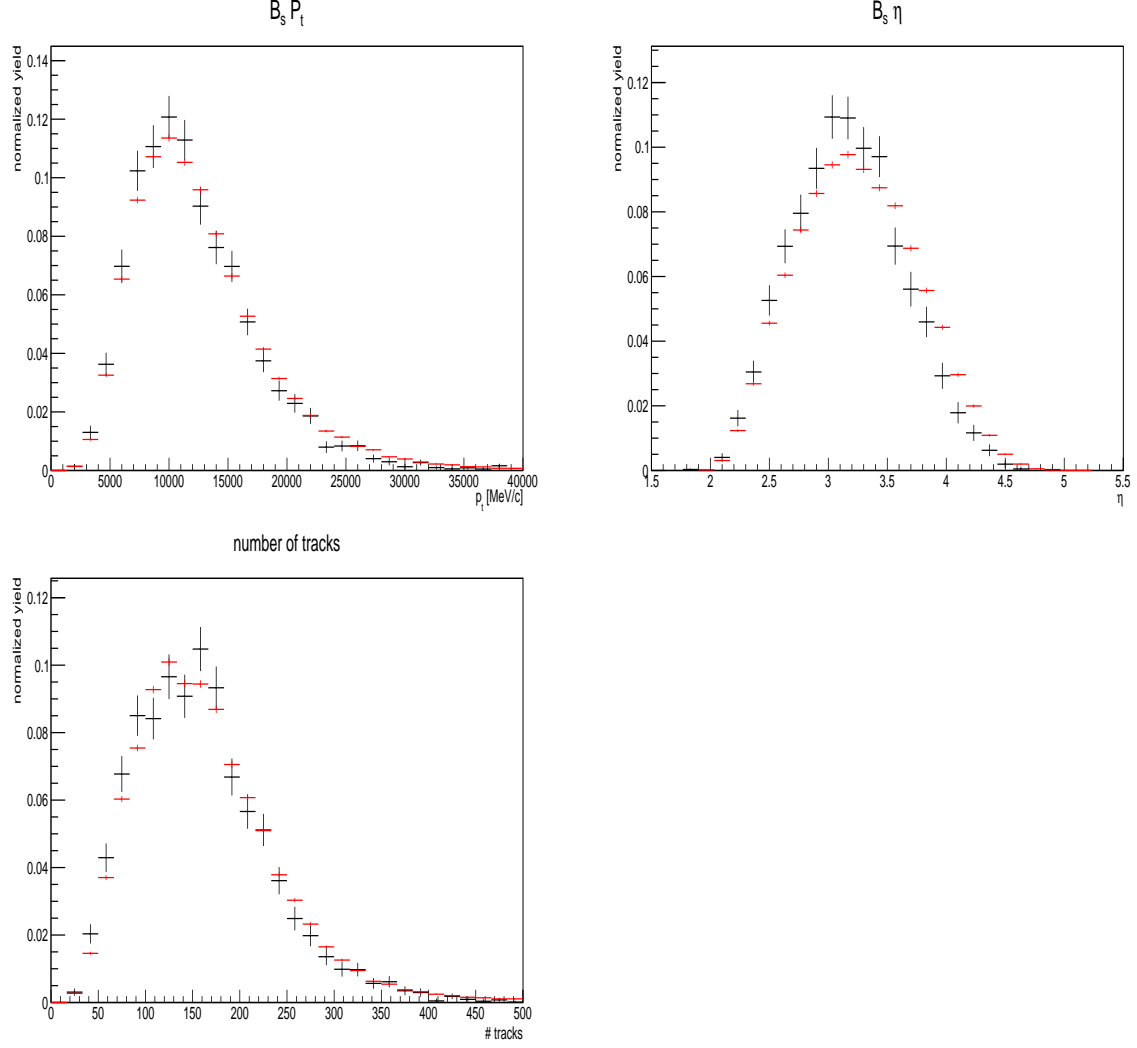 B_s P_t
normalized yield
0.14
0.12
0.1
0.08
0.06
0.04
0.02
0
0 5000 10000 15000 20000 25000 30000 35000 40000
p_t [MeV/c]
B_s η
normalized yield
0.12
0.1
0.08
0.06
0.04
0.02
0
1.5 2 2.5 3 3.5 4 4.5 5 5.5
η
number of tracks
normalized yield
0.12
0.1
0.08
0.06
0.04
0.02
0
0 50 100 150 200 250 300 350 400 450 500
# tracks